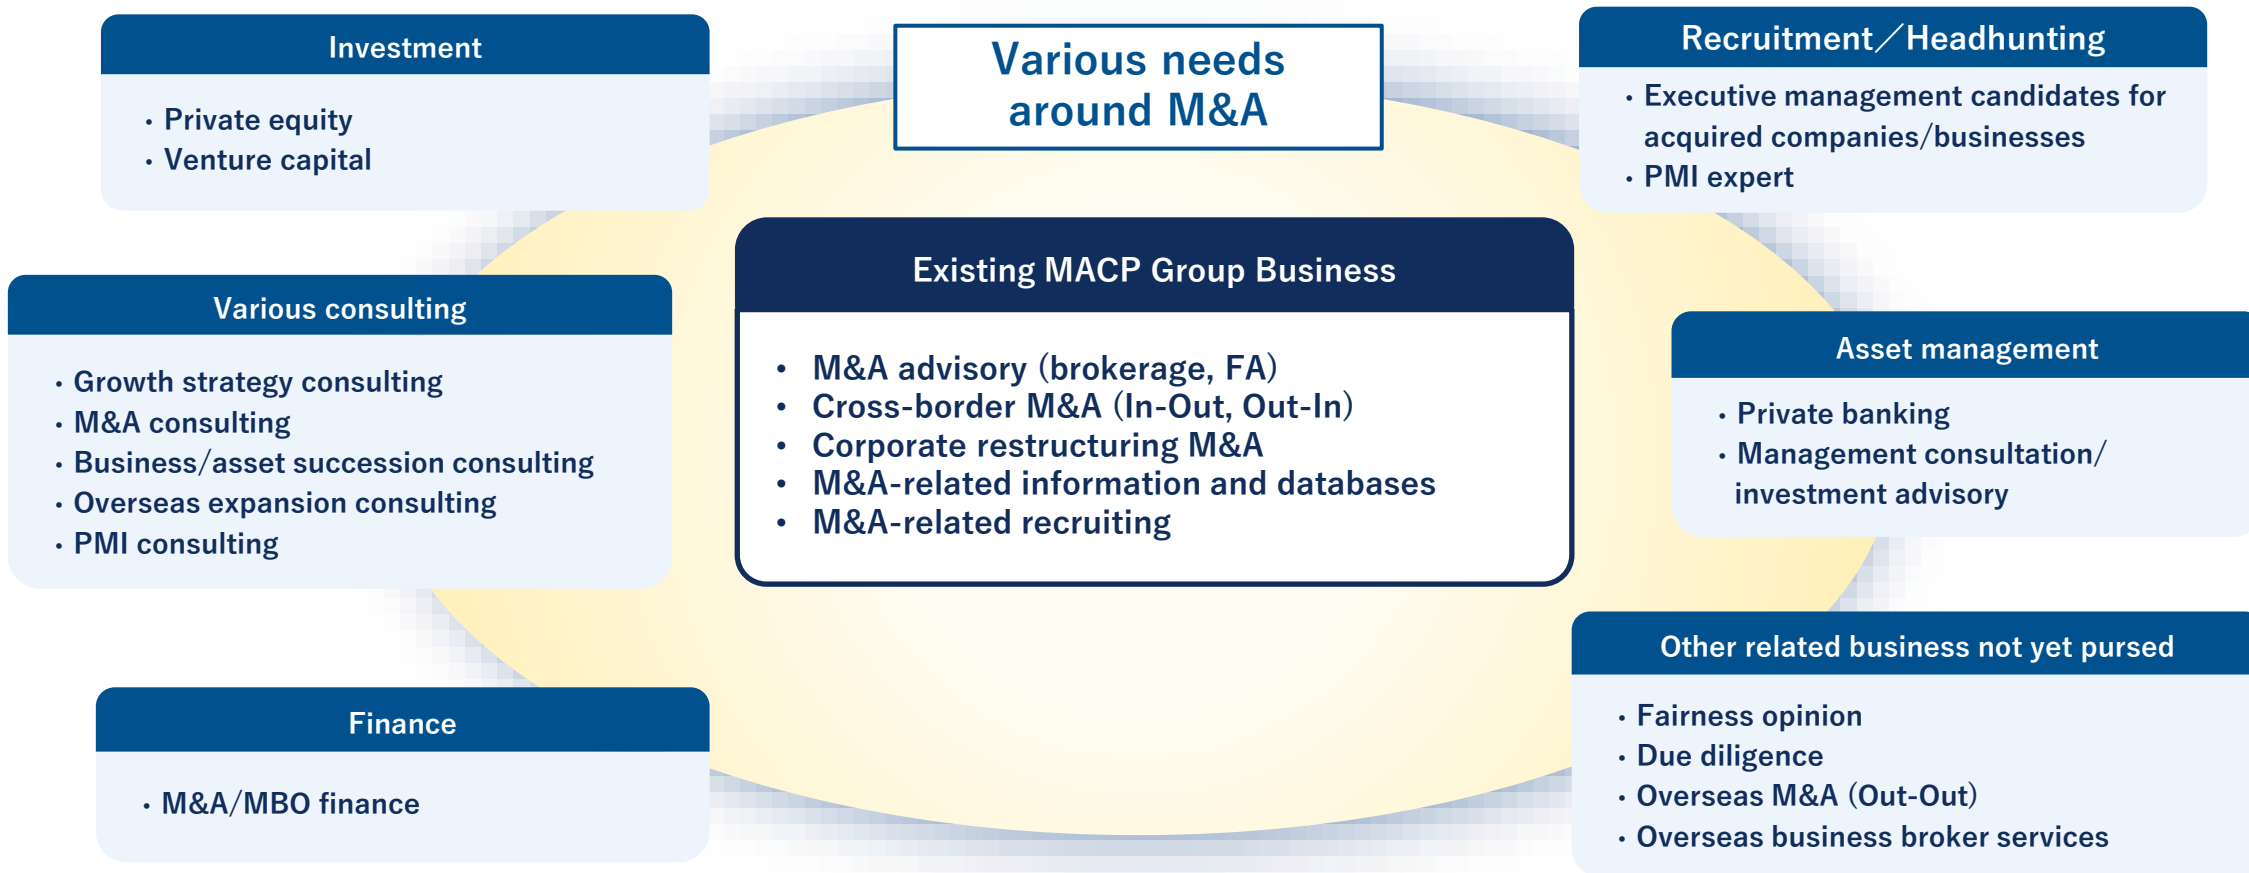 Various needs
around M&A
Investment
・Private equity
・Venture capital
Recruitment／Headhunting
・Executive management candidates for
acquired companies/businesses
・PMI expert
Existing MACP Group Business
• M&A advisory (brokerage, FA)
• Cross-border M&A (In-Out, Out-In)
• Corporate restructuring M&A
• M&A-related information and databases
• M&A-related recruiting
Various consulting
・Growth strategy consulting
・M&A consulting
・Business/asset succession consulting
・Overseas expansion consulting
・PMI consulting
Asset management
・Private banking
・Management consultation/
investment advisory
Finance
・M&A/MBO finance
Other related business not yet pursed
・Fairness opinion
・Due diligence
・Overseas M&A (Out-Out)
・Overseas business broker services